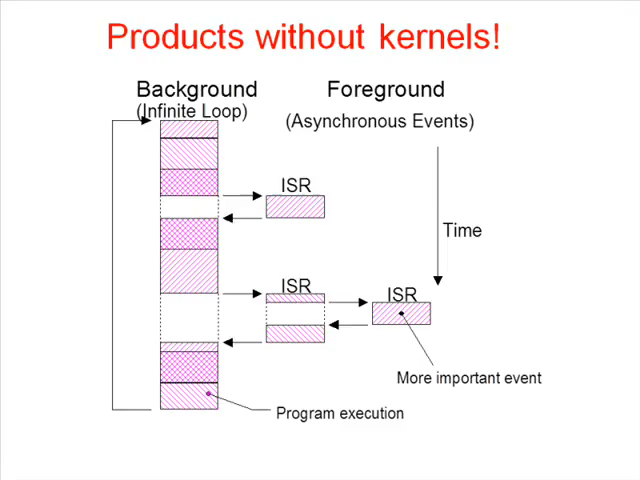 Products without kernels!
Background
(Infinite Loop)
Foreground
(Asynchronous Events)
ISR
Time
ISR
ISR
More important event
Program execution